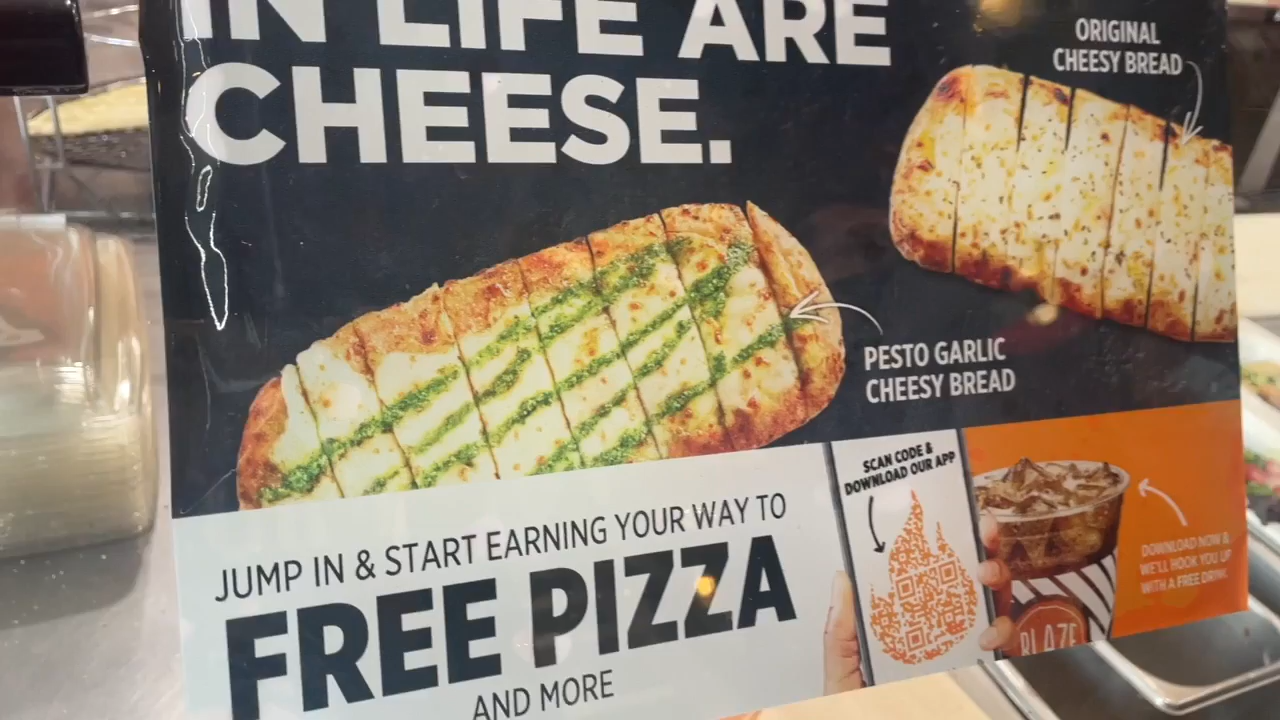 IN LIFE ARE
CHEESE.
ORIGINAL
CHEESY BREAD
PESTO GARLIC
CHEESY BREAD
JUMP IN & START EARNING YOUR WAY TO
FREE PIZZA
AND MORE
SCAN CODE &
DOWNLOAD OUR APP
DOWNLOAD NOW &
WE'LL HOOK YOU UP
WITH A FREE DRINK
BLAZE